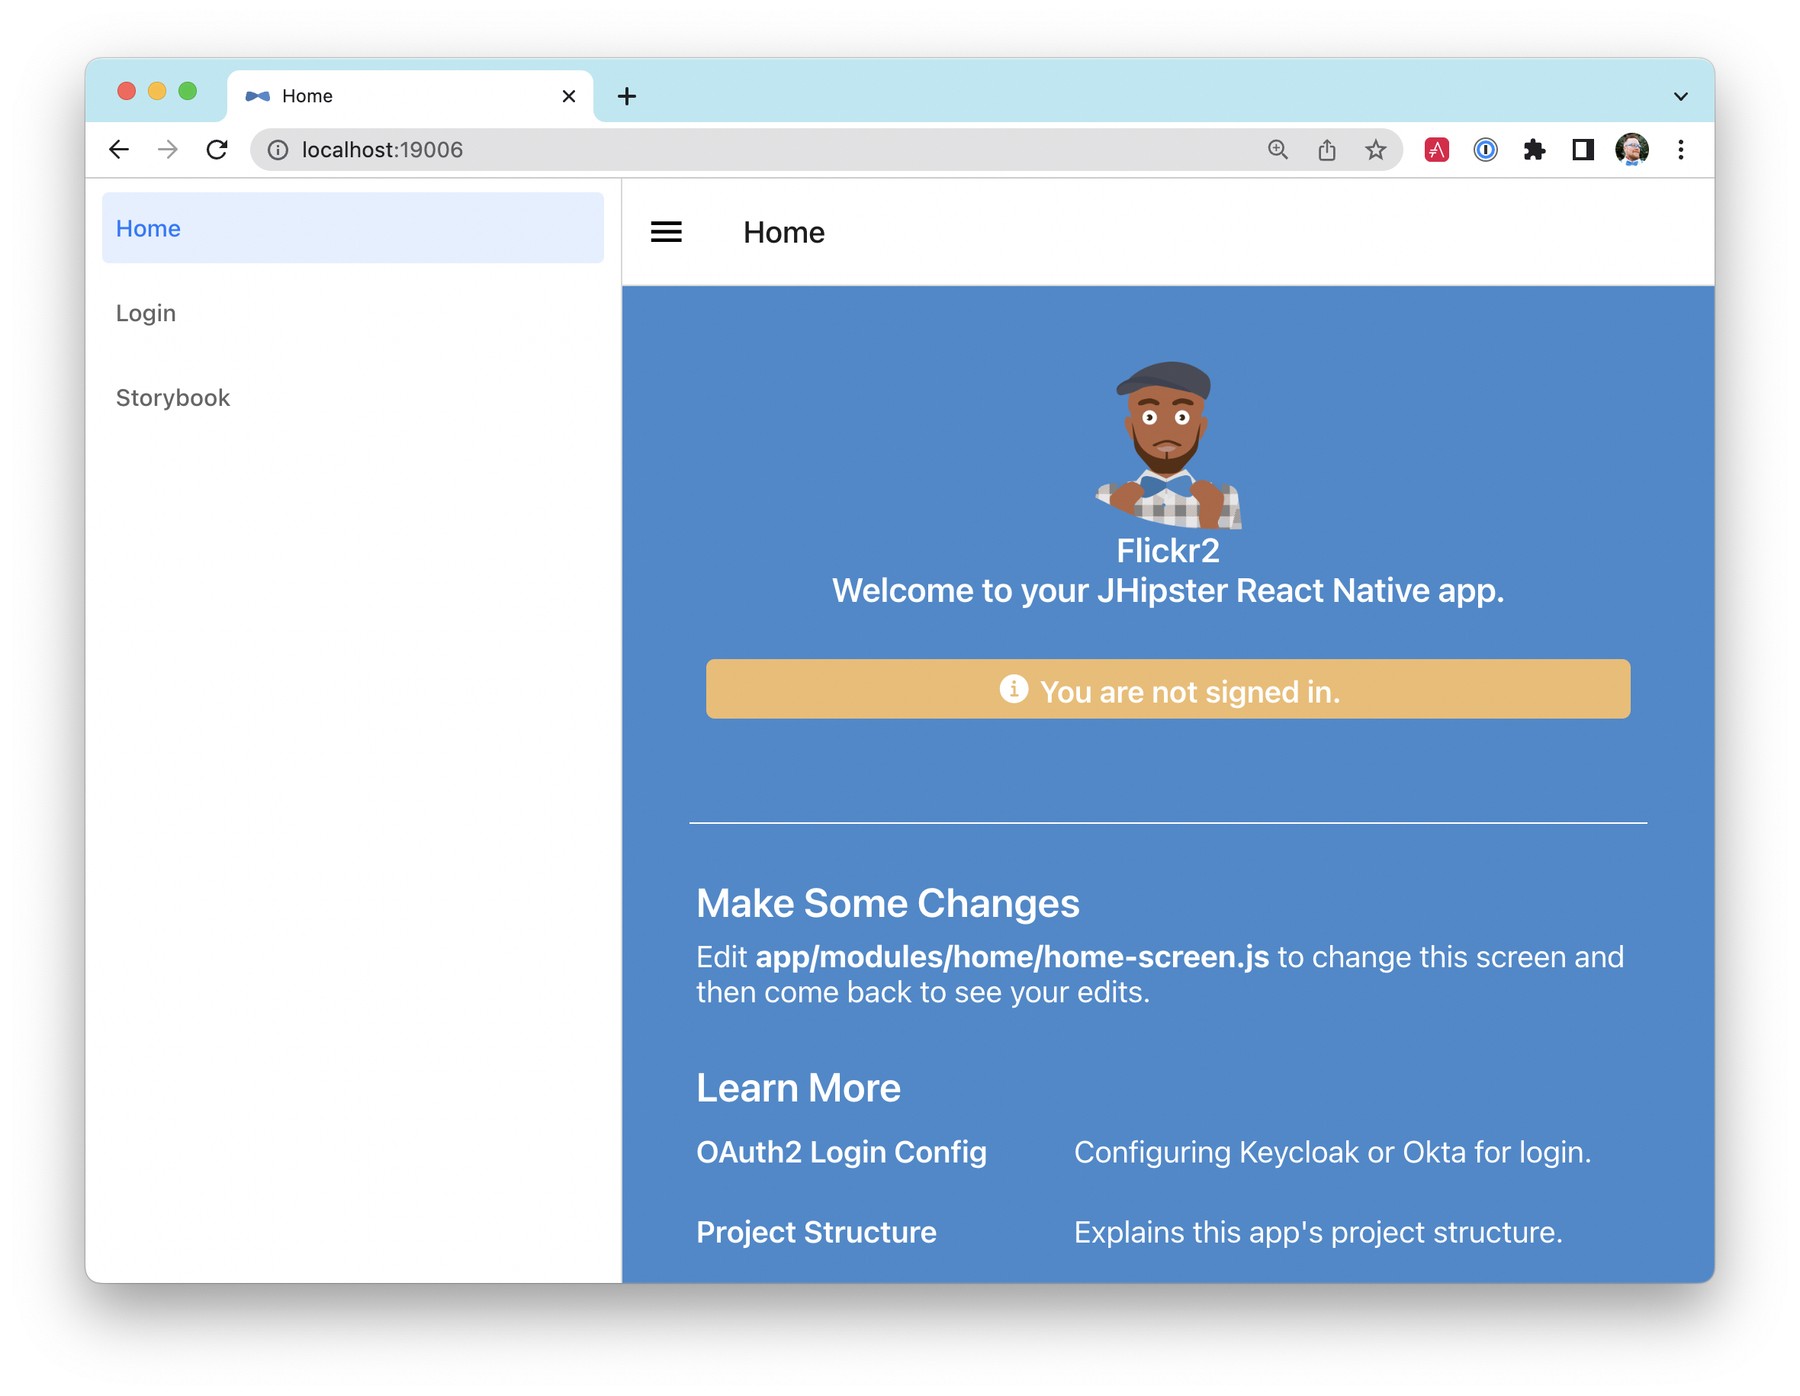 Home
localhost:19006
Home
Login
Storybook
Home
Flickr2
Welcome to your JHipster React Native app.
You are not signed in.
Make Some Changes
Edit app/modules/home/home-screen.js to change this screen and
then come back to see your edits.
Learn More
OAuth2 Login Config Configuring Keycloak or Okta for login.
Project Structure Explains this app's project structure.